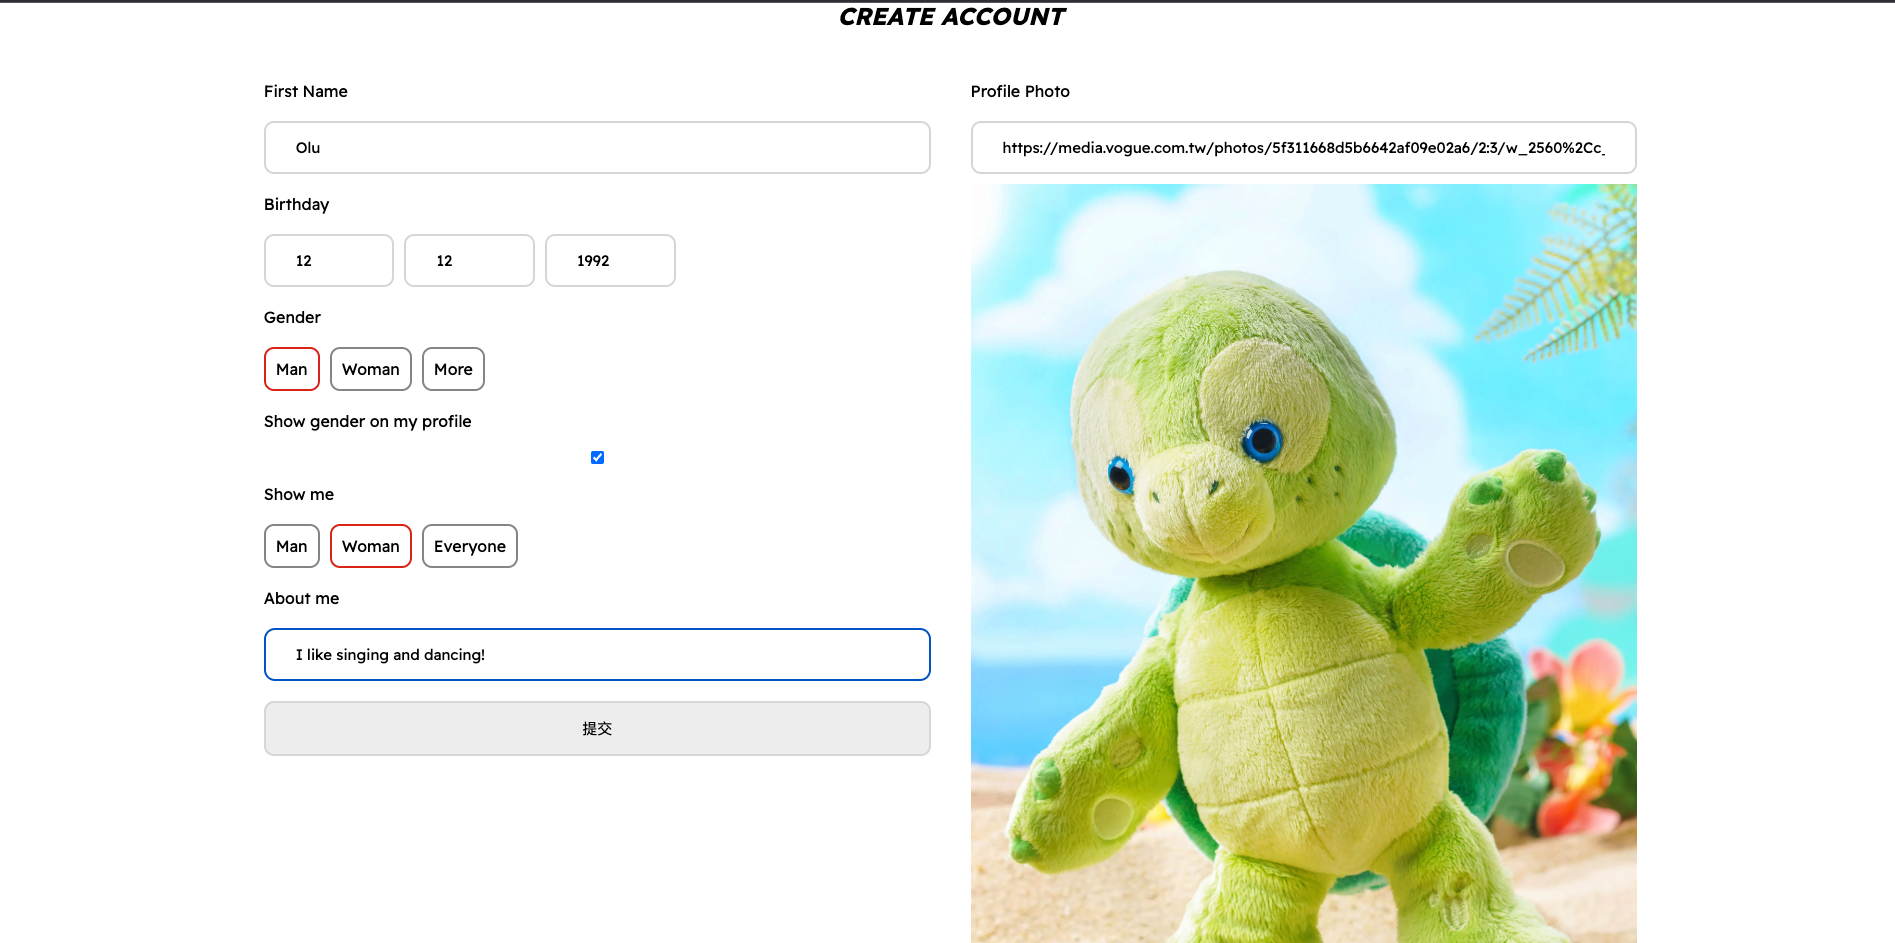 CREATE ACCOUNT
First Name
Olu
Birthday
12 12 1992
Gender
Man Woman More
Show gender on my profile
Show me
Man Woman Everyone
About me
I like singing and dancing!
提交
Profile Photo
https://media.vogue.com.tw/photos/5f311668d5b6642af09e02a6/2:3/w_2560%2Cc_